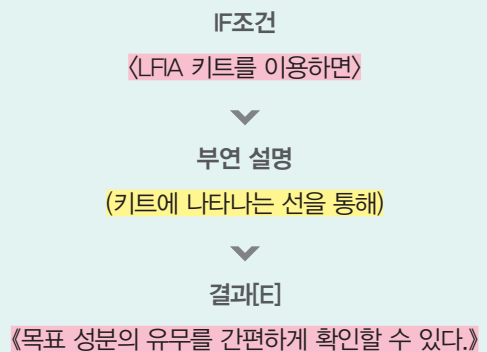 IF조건
〈LFIA 키트를 이용하면〉
부연 설명
(키트에 나타나는 선을 통해)
결과[E]
《목표 성분의 유무를 간편하게 확인할 수 있다.》